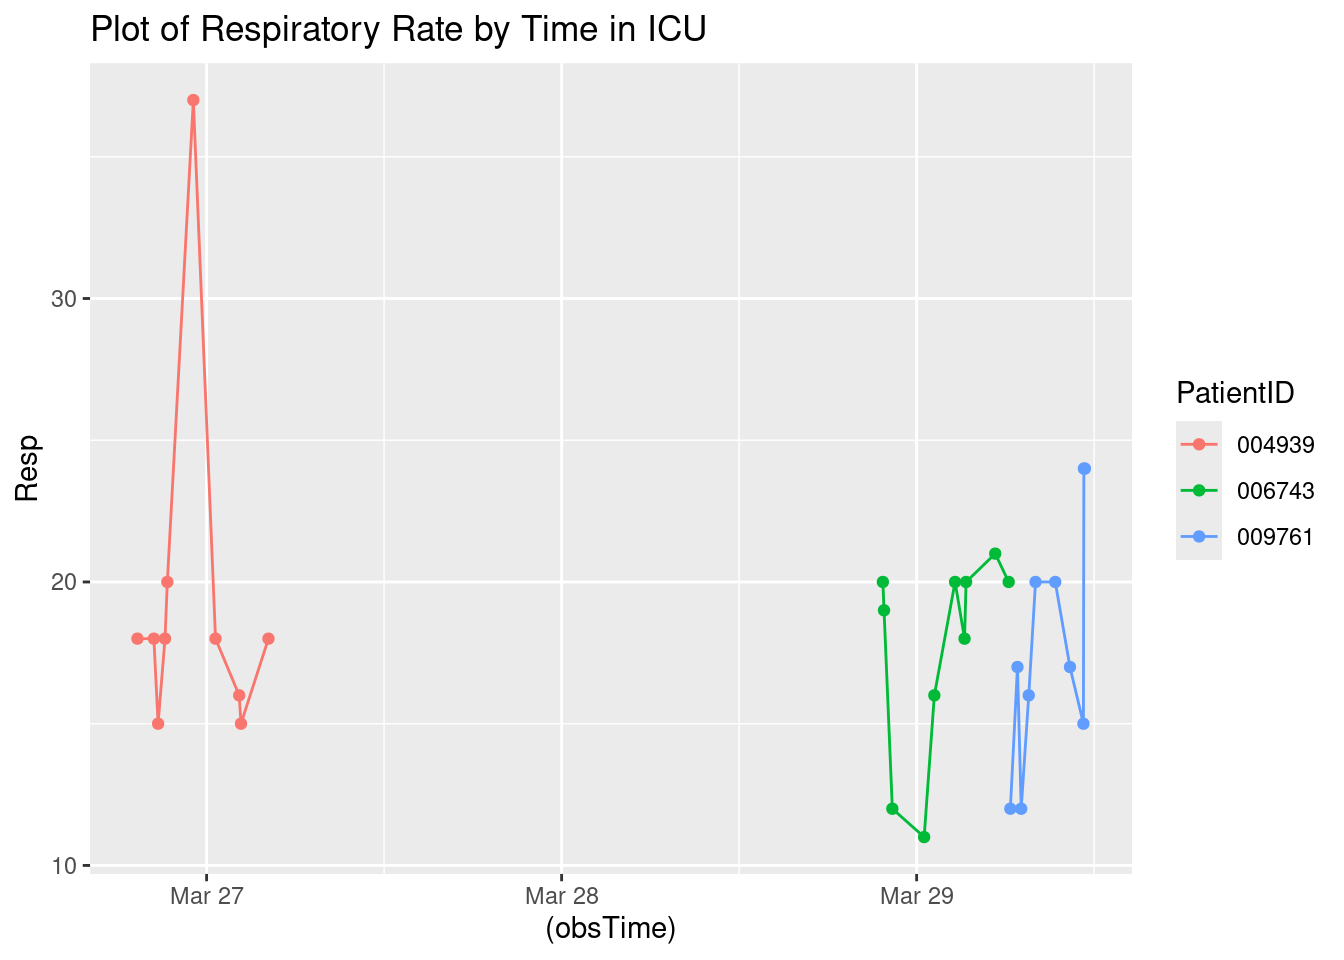 Plot of Respiratory Rate by Time in ICU
Resp
30
20
10
Mar 27
Mar 28
Mar 29
(obsTime)
PatientID
004939
006743
009761